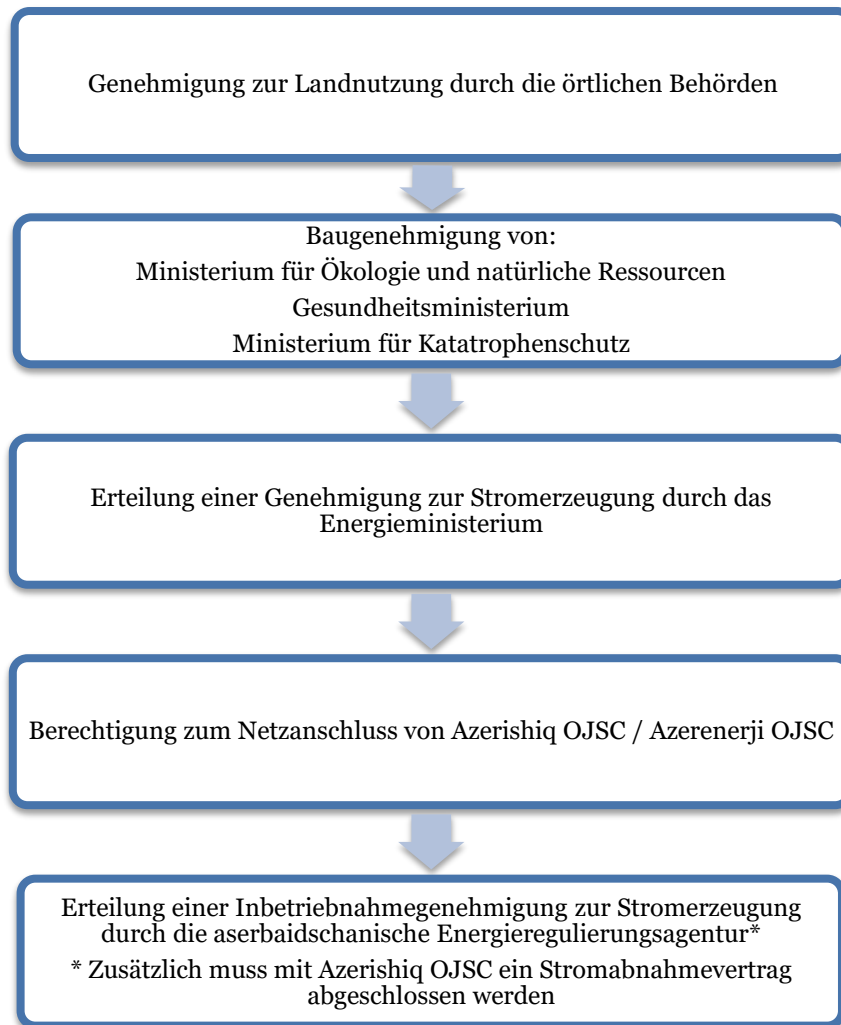 Genehmigung zur Landnutzung durch die örtlichen Behörden
Baugenehmigung von:
Ministerium für Ökologie und natürliche Ressourcen
Gesundheitsministerium
Ministerium für Katatrophenschutz
Erteilung einer Genehmigung zur Stromerzeugung durch das
Energieministerium
Berechtigung zum Netzanschluss von Azerishiq OJSC / Azerenerji OJSC
Erteilung einer Inbetriebnahmegenehmigung zur Stromerzeugung
durch die aserbaidschanische Energieregulierungsagentur*
* Zusätzlich muss mit Azerishiq OJSC ein Stromabnahmevertrag
abgeschlossen werden